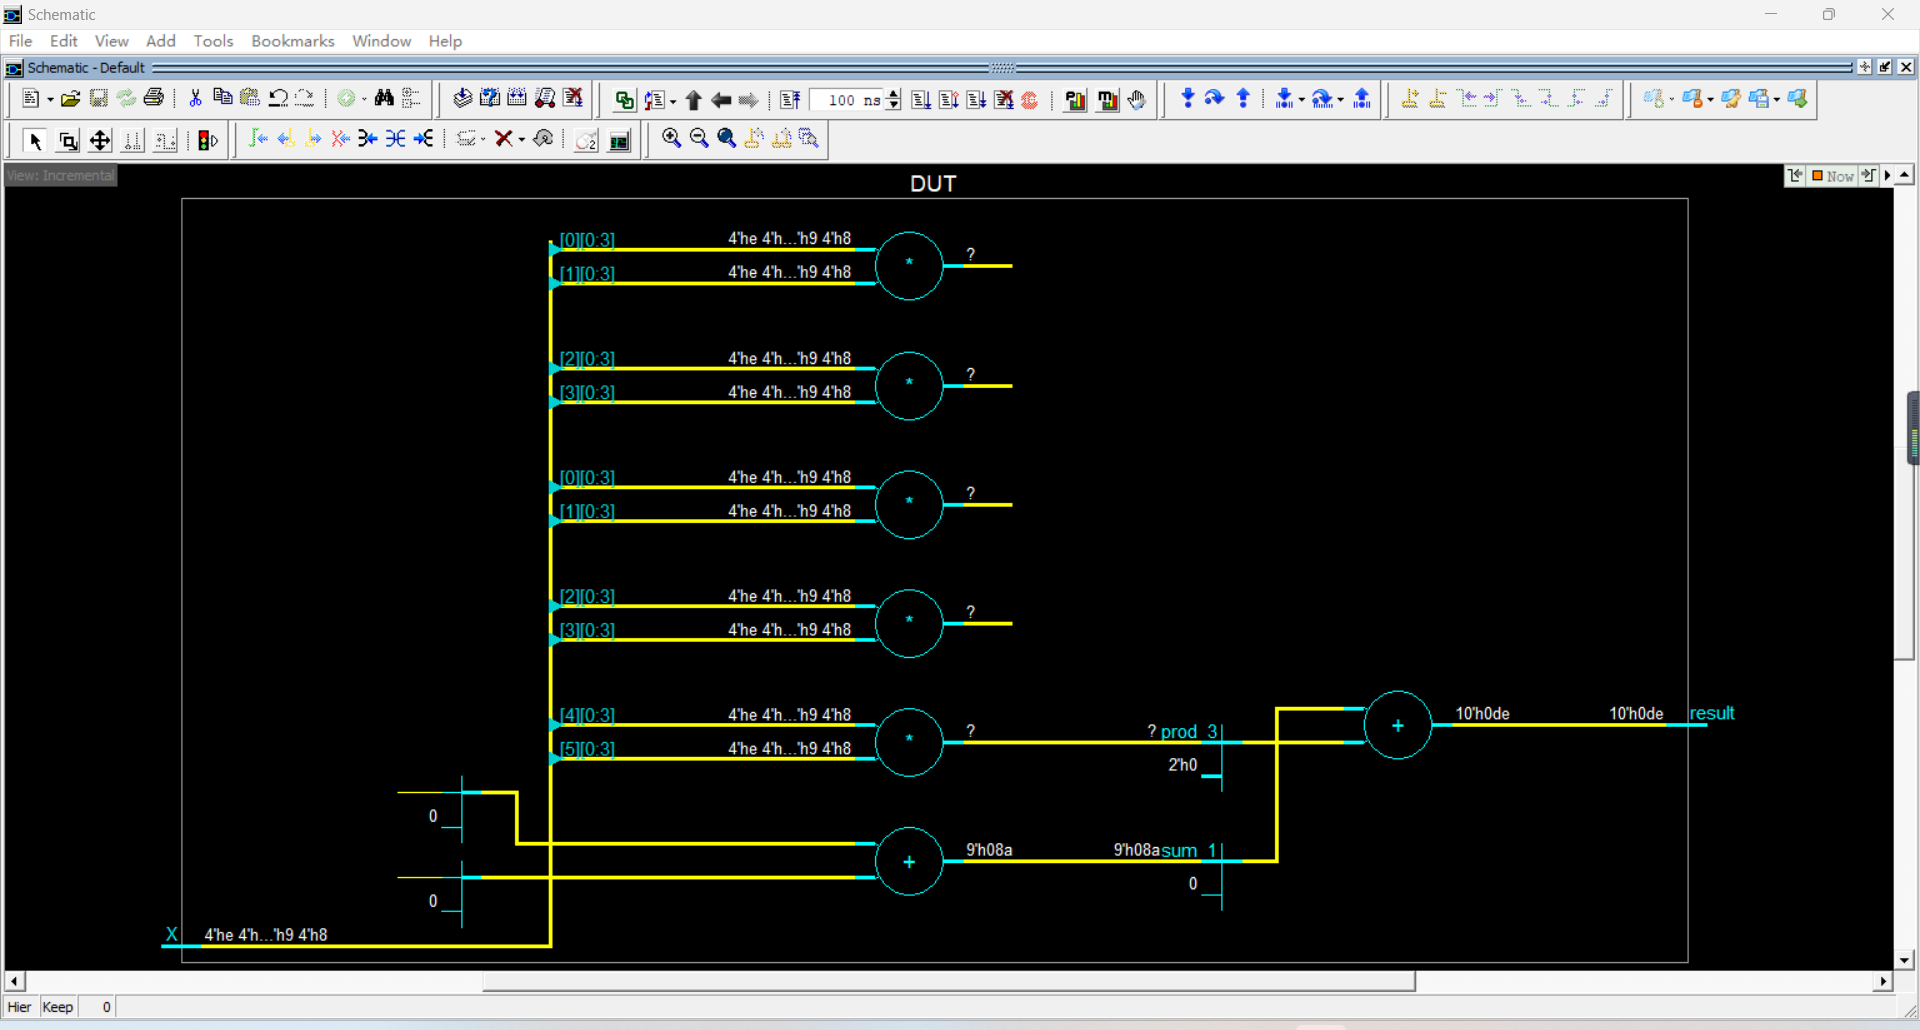 Schematic
File Edit View Add Tools Bookmarks Window Help
Schematic - Default
100 ns
View: Incremental
DUT
Now
[0][0:3] 4'he 4'h...'h9 4'h8
* ?
[1][0:3] 4'he 4'h...'h9 4'h8
[2][0:3] 4'he 4'h...'h9 4'h8
* ?
[3][0:3] 4'he 4'h...'h9 4'h8
[0][0:3] 4'he 4'h...'h9 4'h8
* ?
[1][0:3] 4'he 4'h...'h9 4'h8
[2][0:3] 4'he 4'h...'h9 4'h8
* ?
[3][0:3] 4'he 4'h...'h9 4'h8
[4][0:3] 4'he 4'h...'h9 4'h8
10'h0de 10'h0de result
* ? ? prod 3 +
[5][0:3] 4'he 4'h...'h9 4'h8
2'h0
0
+ 9'h08a 9'h08a sum 1
0
0
X 4'he 4'h...'h9 4'h8
Hier Keep 0